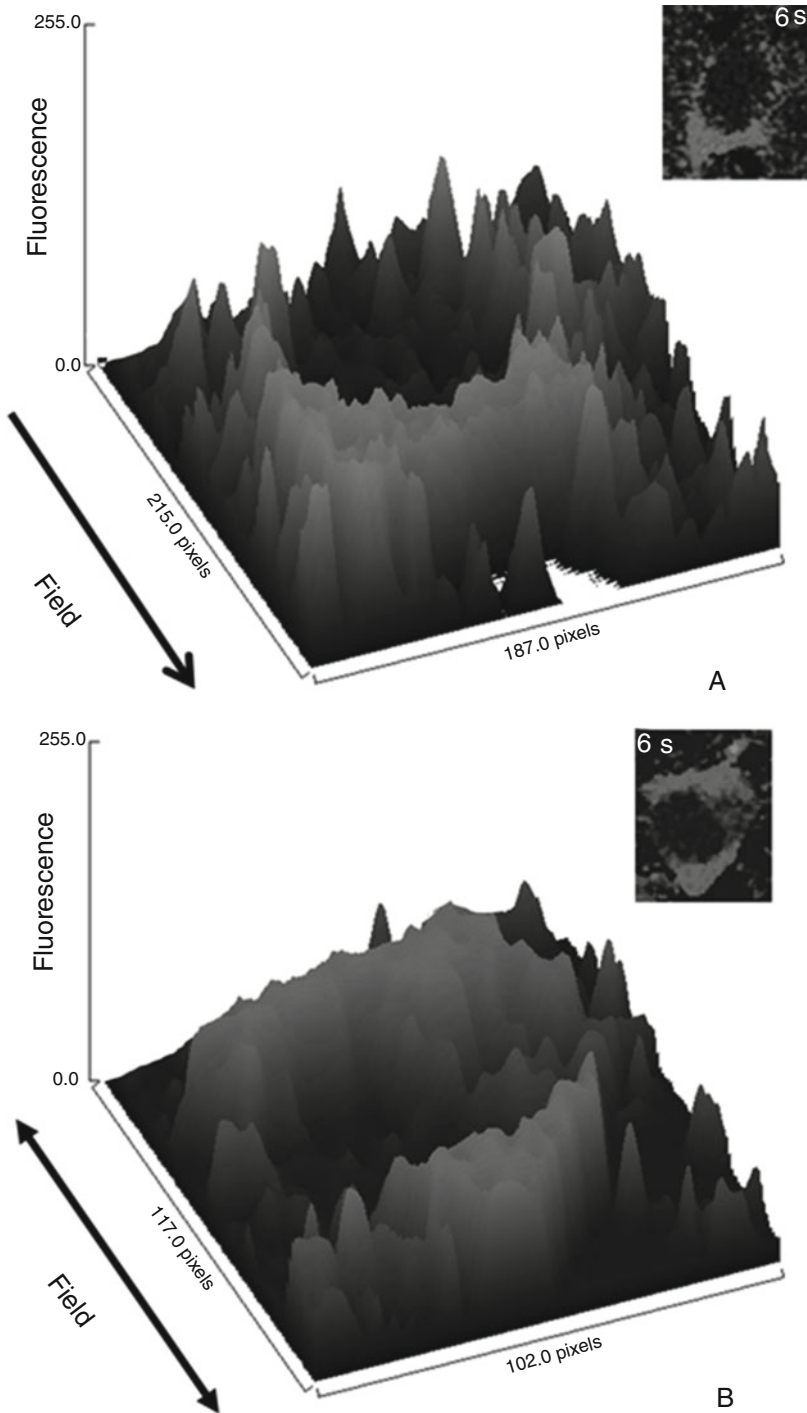 255.0
6 s
Fluorescence
0.0
215.0 pixels
Field
187.0 pixels
A
255.0
6 s
Fluorescence
0.0
117.0 pixels
Field
102.0 pixels
B